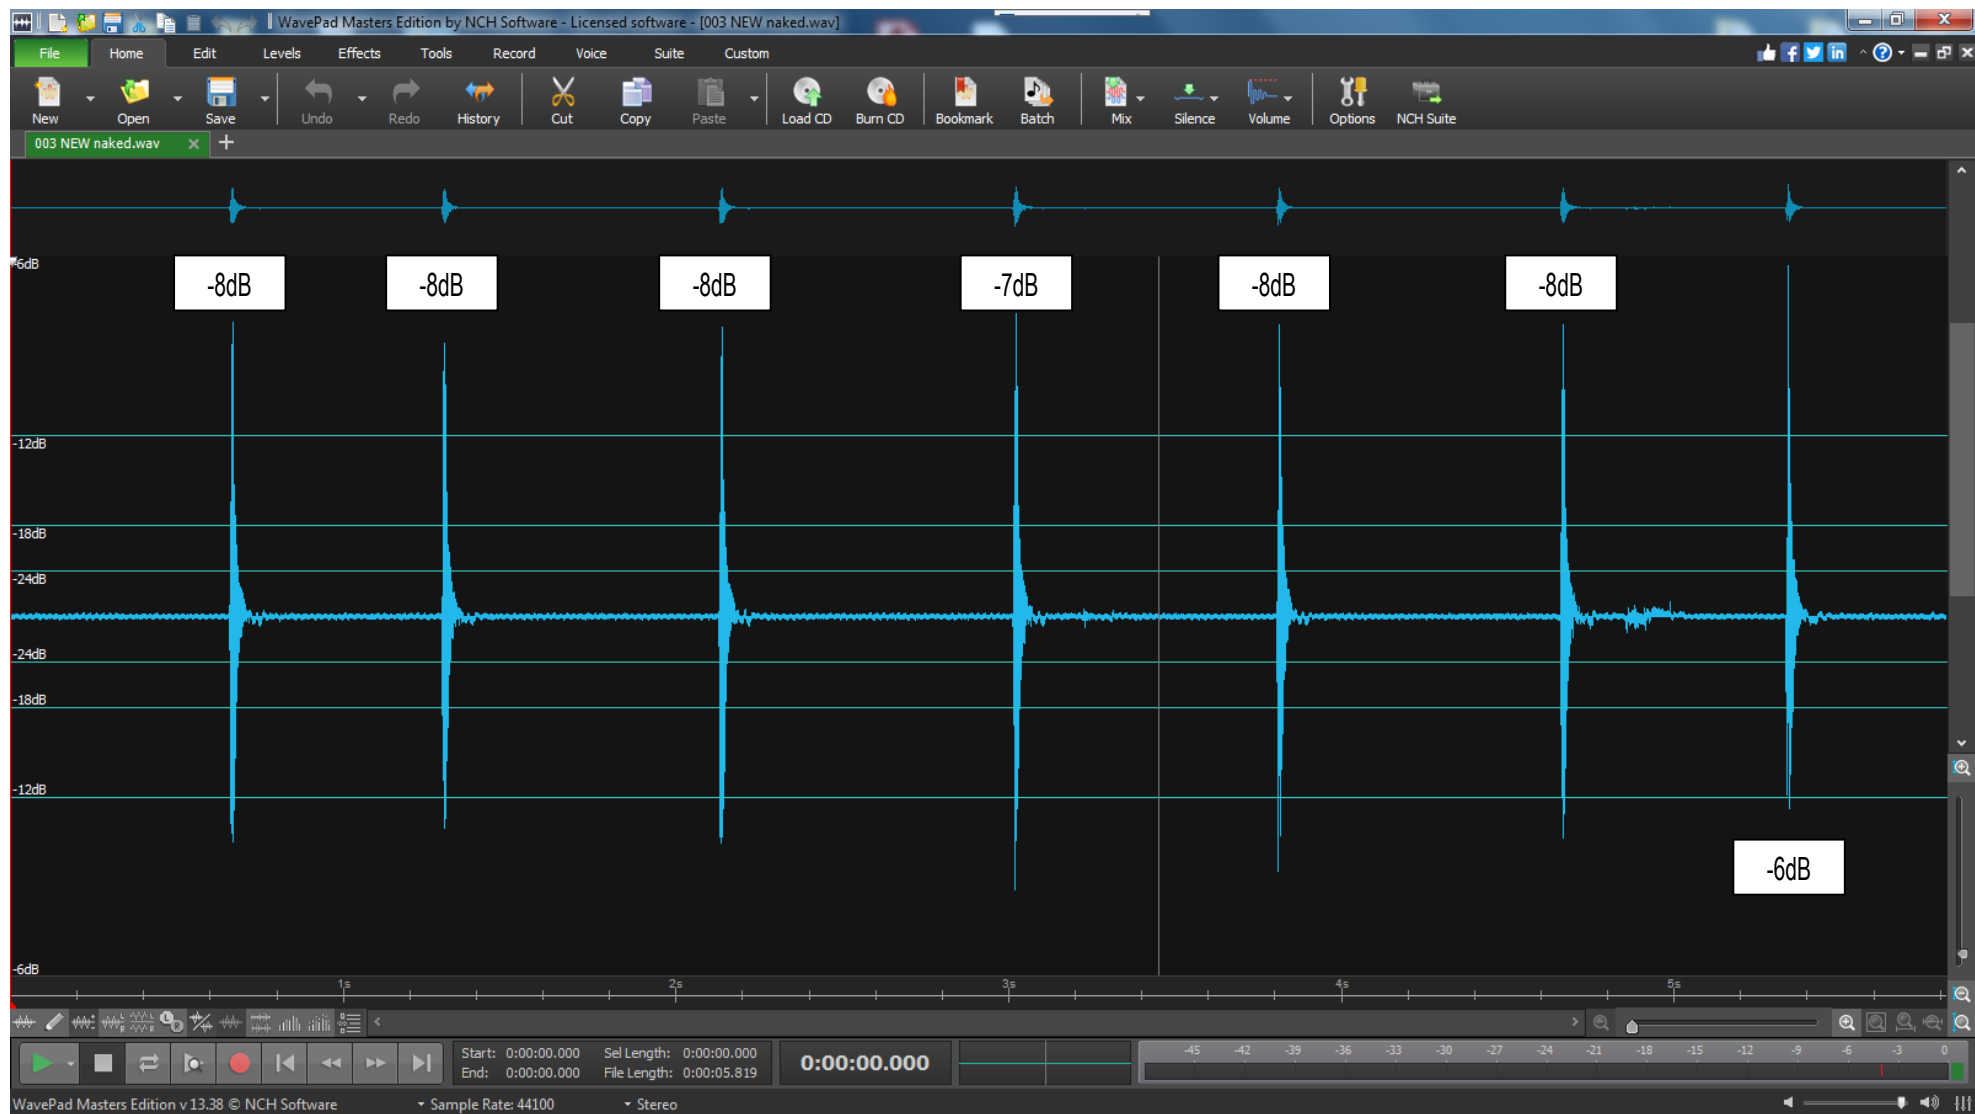 WavePad Masters Edition by NCH Software - Licensed software - [003 NEW naked.wav]
File Home Edit Levels Effects Tools Record Voice Suite Custom
New Open Save Undo Redo History Cut Copy Paste Load CD Burn CD Bookmark Batch Mix Silence Volume Options NCH Suite
003 NEW naked.wav
-6dB
-8dB -8dB -8dB -7dB -8dB -8dB
-12dB
-18dB
-24dB
-24dB
-18dB
-12dB
-6dB
-6dB
1s 2s 3s 4s 5s
Start: 0:00:00.000 Sel Length: 0:00:00.000
End: 0:00:00.000 File Length: 0:00:05.819
0:00:00.000
-45 -42 -39 -36 -33 -30 -27 -24 -21 -18 -15 -12 -9 -6 -3 0
WavePad Masters Edition v 13.38 © NCH Software Sample Rate: 44100 Stereo